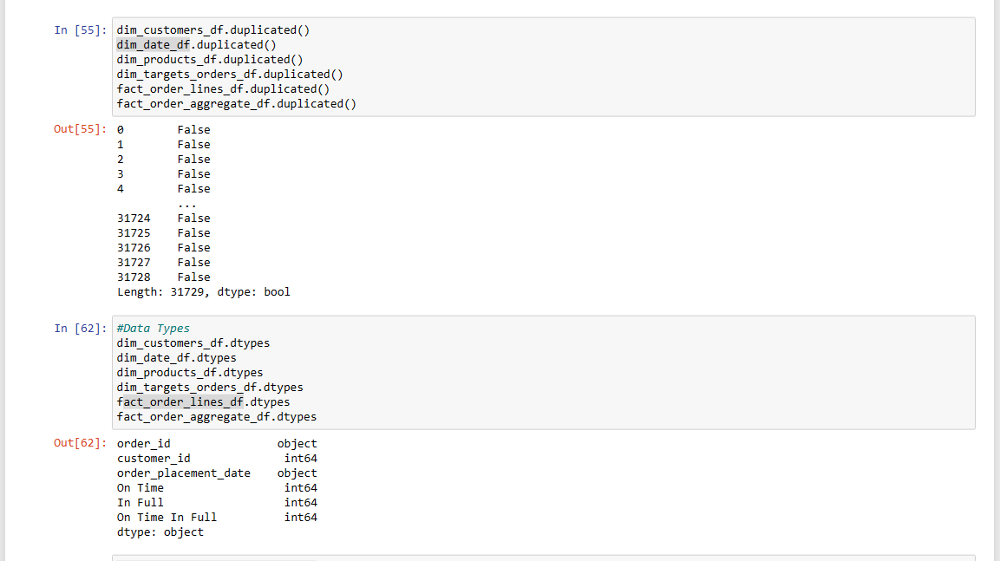 In [55]: dim_customers_df.duplicated()
dim_date_df.duplicated()
dim_products_df.duplicated()
dim_targets_orders_df.duplicated()
fact_order_lines_df.duplicated()
fact_order_aggregate_df.duplicated()
Out[55]: 0 False
1 False
2 False
3 False
4 False
...
31724 False
31725 False
31726 False
31727 False
31728 False
Length: 31729, dtype: bool
In [62]: #Data Types
dim_customers_df.dtypes
dim_date_df.dtypes
dim_products_df.dtypes
dim_targets_orders_df.dtypes
fact_order_lines_df.dtypes
fact_order_aggregate_df.dtypes
Out[62]: order_id object
customer_id int64
order_placement_date object
On Time int64
In Full int64
On Time In Full int64
dtype: object